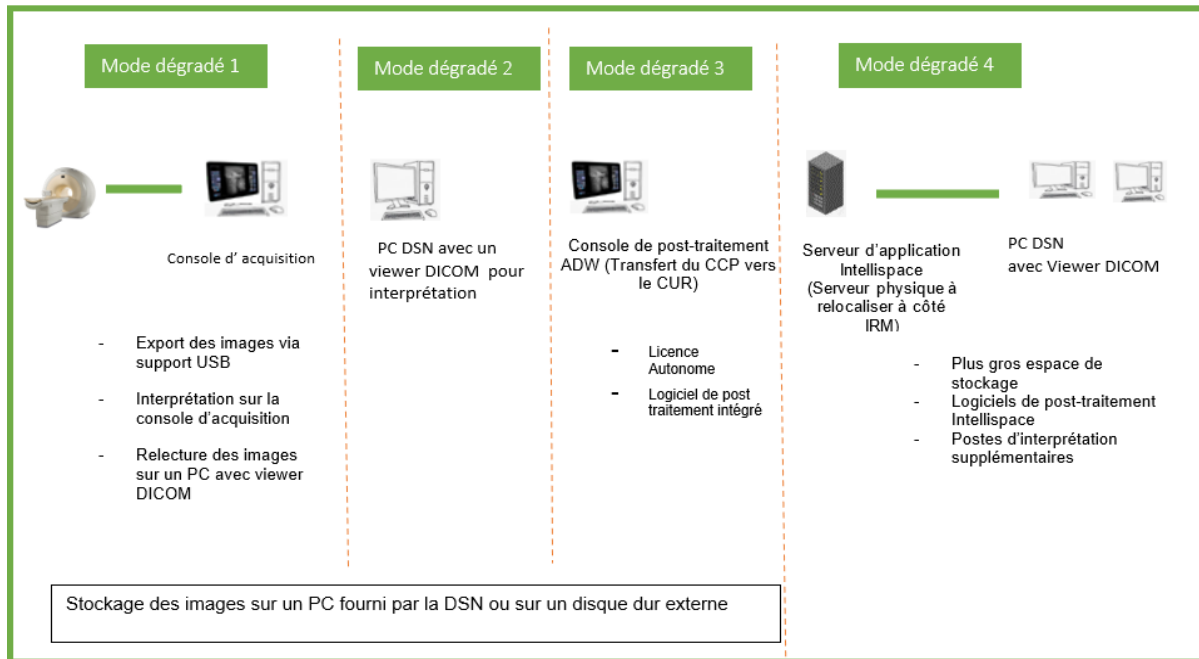 Mode dégradé 1
Mode dégradé 2
Mode dégradé 3
Mode dégradé 4
Console d' acquisition
- Export des images via
support USB
- Interprétation sur la
console d'acquisition
- Relecture des images
sur un PC avec viewer
DICOM
PC DSN avec un
viewer DICOM pour
interprétation
Console de post-traitement
ADW (Transfert du CCP vers
le CUR)
- Licence
Autonome
- Logiciel de post
traitement intégré
Serveur d'application
Intellispace
(Serveur physique à
relocaliser à côté
IRM)
PC DSN
avec Viewer DICOM
- Plus gros espace de
stockage
- Logiciels de post-traitement
Intellispace
- Postes d'interprétation
supplémentaires
Stockage des images sur un PC fourni par la DSN ou sur un disque dur externe